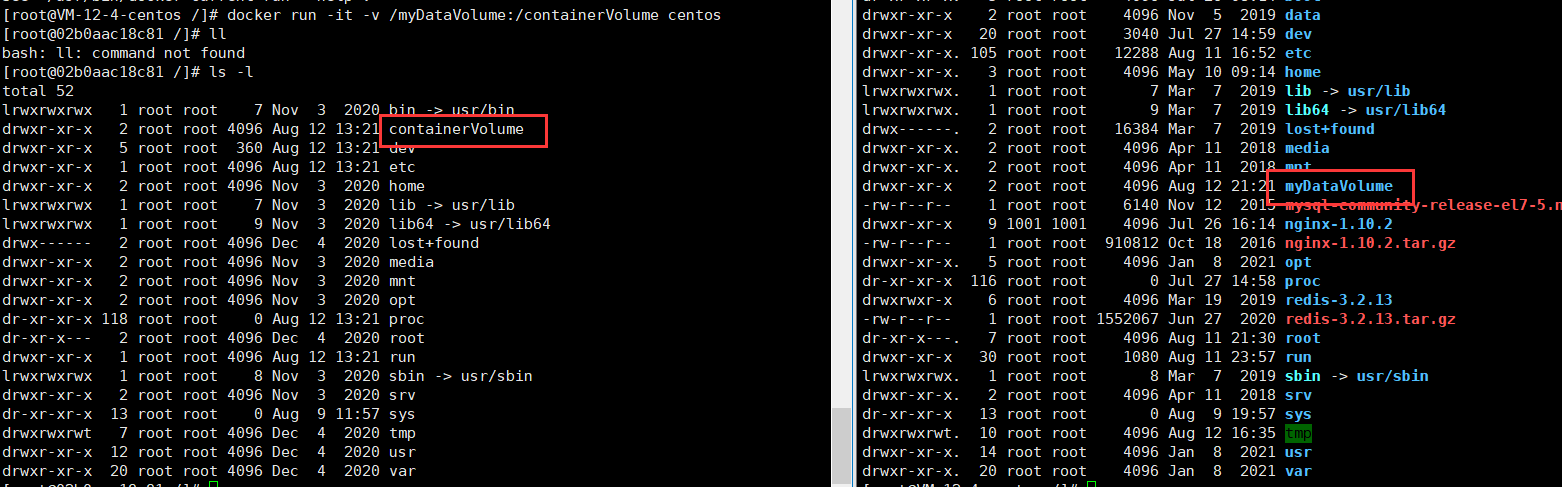 [root@VM-12-4-centos /]# docker run -it -v /myDataVolume:/containerVolume centos
[root@02b0aac18c81 /]# ll
bash: ll: command not found
[root@02b0aac18c81 /]# ls -l
total 52
lrwxrwxrwx   1 root root    7 Nov  3  2020 bin -> usr/bin
drwxr-xr-x   2 root root 4096 Aug 12 13:21 containerVolume
drwxr-xr-x   5 root root  360 Aug 12 13:21 dev
drwxr-xr-x   1 root root 4096 Aug 12 13:21 etc
drwxr-xr-x   2 root root 4096 Nov  3  2020 home
lrwxrwxrwx   1 root root    7 Nov  3  2020 lib -> usr/lib
lrwxrwxrwx   1 root root    9 Nov  3  2020 lib64 -> usr/lib64
drwx------   2 root root 4096 Dec  4  2020 lost+found
drwxr-xr-x   2 root root 4096 Nov  3  2020 media
drwxr-xr-x   2 root root 4096 Nov  3  2020 mnt
drwxr-xr-x   2 root root 4096 Nov  3  2020 opt
dr-xr-xr-x 118 root root    0 Aug 12 13:21 proc
dr-xr-x---   2 root root 4096 Dec  4  2020 root
drwxr-xr-x   1 root root 4096 Aug 12 13:21 run
lrwxrwxrwx   1 root root    8 Nov  3  2020 sbin -> usr/sbin
drwxr-xr-x   2 root root 4096 Nov  3  2020 srv
dr-xr-xr-x  13 root root    0 Aug  9 11:57 sys
drwxrwxrwt   7 root root 4096 Dec  4  2020 tmp
drwxr-xr-x  12 root root 4096 Dec  4  2020 usr
drwxr-xr-x  20 root root 4096 Dec  4  2020 var
drwxr-xr-x    2 root root    4096 Nov  5  2019 data
drwxr-xr-x   20 root root    3040 Jul 27 14:59 dev
drwxr-xr-x. 105 root root   12288 Aug 11 16:52 etc
drwxr-xr-x.   3 root root    4096 May 10 09:14 home
lrwxrwxrwx.   1 root root       7 Mar  7  2019 lib -> usr/lib
lrwxrwxrwx.   1 root root       9 Mar  7  2019 lib64 -> usr/lib64
drwx------.   2 root root   16384 Mar  7  2019 lost+found
drwxr-xr-x.   2 root root    4096 Apr 11  2018 media
drwxr-xr-x.   2 root root    4096 Apr 11  2018 mnt
drwxr-xr-x    2 root root    4096 Aug 12 21:21 myDataVolume
-rw-r--r--    1 root root    6140 Nov 12  2015 mysql-community-release-el7-5.n
drwxr-xr-x    9 1001 1001    4096 Jul 26 16:14 nginx-1.10.2
-rw-r--r--    1 root root  910812 Oct 18  2016 nginx-1.10.2.tar.gz
drwxr-xr-x.   5 root root    4096 Jan  8  2021 opt
dr-xr-xr-x  116 root root       0 Jul 27 14:58 proc
drwxrwxr-x    6 root root    4096 Mar 19  2019 redis-3.2.13
-rw-r--r--    1 root root 1552067 Jun 27  2020 redis-3.2.13.tar.gz
dr-xr-x---.   7 root root    4096 Aug 11 21:30 root
drwxr-xr-x   30 root root    1080 Aug 11 23:57 run
lrwxrwxrwx.   1 root root       8 Mar  7  2019 sbin -> usr/sbin
drwxr-xr-x.   2 root root    4096 Apr 11  2018 srv
dr-xr-xr-x   13 root root       0 Aug  9 19:57 sys
drwxrwxrwt.  10 root root    4096 Aug 12 16:35 tmp
drwxr-xr-x.  14 root root    4096 Jan  8  2021 usr
drwxr-xr-x.  20 root root    4096 Jan  8  2021 var